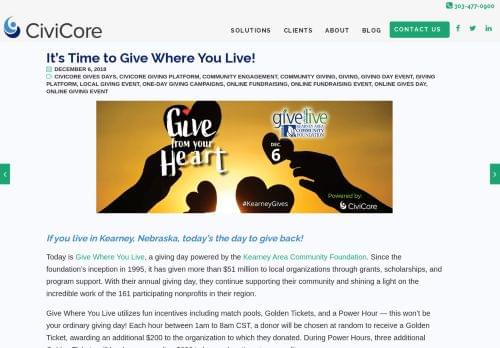 303-477-0900
CiviCore
SOLUTIONS CLIENTS ABOUT BLOG CONTACT US
It's Time to Give Where You Live!
DECEMBER 6, 2018
CIVICORE GIVES DAYS, CIVICORE GIVING PLATFORM, COMMUNITY ENGAGEMENT, COMMUNITY GIVING, GIVING, GIVING DAY EVENT, GIVING
PLATFORM, LOCAL GIVING EVENT, ONE-DAY GIVING CAMPAIGNS, ONLINE FUNDRAISING, ONLINE FUNDRAISING EVENT, ONLINE GIVES DAY,
ONLINE GIVING EVENT
Give
from your
Heart
give where you live
KEARNEY AREA
COMMUNITY
FOUNDATION
DEC.
6
#KearneyGives
Powered by:
CiviCore
If you live in Kearney, Nebraska, today's the day to give back!
Today is Give Where You Live, a giving day powered by the Kearney Area Community Foundation. Since the
foundation's inception in 1995, it has given more than $51 million to local organizations through grants, scholarships, and
program support. With their annual giving day, they continue supporting their community and shining a light on the
incredible work of the 161 participating nonprofits in their region.
Give Where You Live utilizes fun incentives including match pools, Golden Tickets, and a Power Hour — this won't be
your ordinary giving day! Each hour between 1am to 8am CST, a donor will be chosen at random to receive a Golden
Ticket, awarding an additional $200 to the organization to which they donated. During Power Hours, three additional